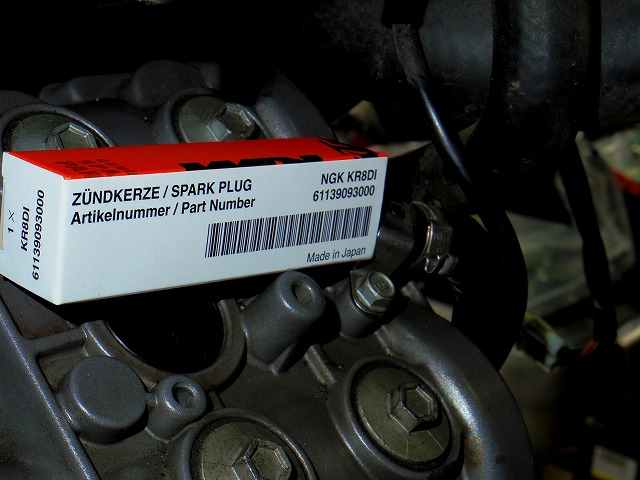 ZÜNDKERZE / SPARK PLUG
Artikelnummer / Part Number
NGK KR8DI
61139093000
Made in Japan
1 ×
KR8DI
61139093000